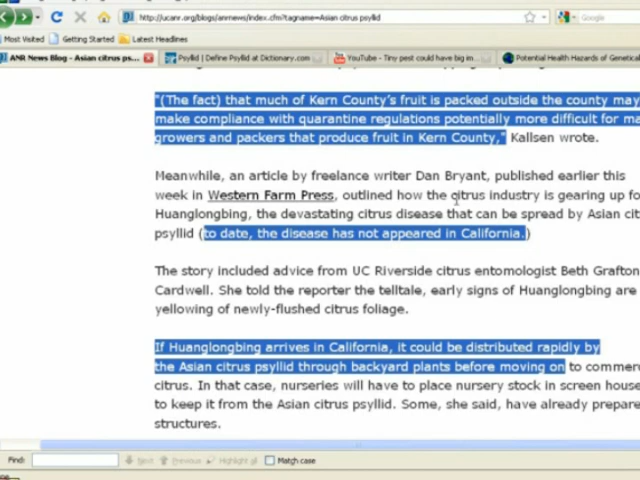 http://ucanr.org/blogs/anrnews/index.cfm?tagname=Asian citrus psyllid
Google
Most Visited Getting Started Latest Headlines
ANR News Blog - Asian citrus ps... Psyllid | Define Psyllid at Dictionary.com YouTube - Tiny pest could have big in... Potential Health Hazards of Genetical
"(The fact) that much of Kern County's fruit is packed outside the county may
make compliance with quarantine regulations potentially more difficult for ma
growers and packers that produce fruit in Kern County," Kallsen wrote.
Meanwhile, an article by freelance writer Dan Bryant, published earlier this
week in Western Farm Press, outlined how the citrus industry is gearing up fo
Huanglongbing, the devastating citrus disease that can be spread by Asian cit
psyllid (to date, the disease has not appeared in California.)
The story included advice from UC Riverside citrus entomologist Beth Grafton
Cardwell. She told the reporter the telltale, early signs of Huanglongbing are
yellowing of newly-flushed citrus foliage.
If Huanglongbing arrives in California, it could be distributed rapidly by
the Asian citrus psyllid through backyard plants before moving on to commer
citrus. In that case, nurseries will have to place nursery stock in screen house
to keep it from the Asian citrus psyllid. Some, she said, have already prepare
structures.
Find: Next Previous Highlight all Match case